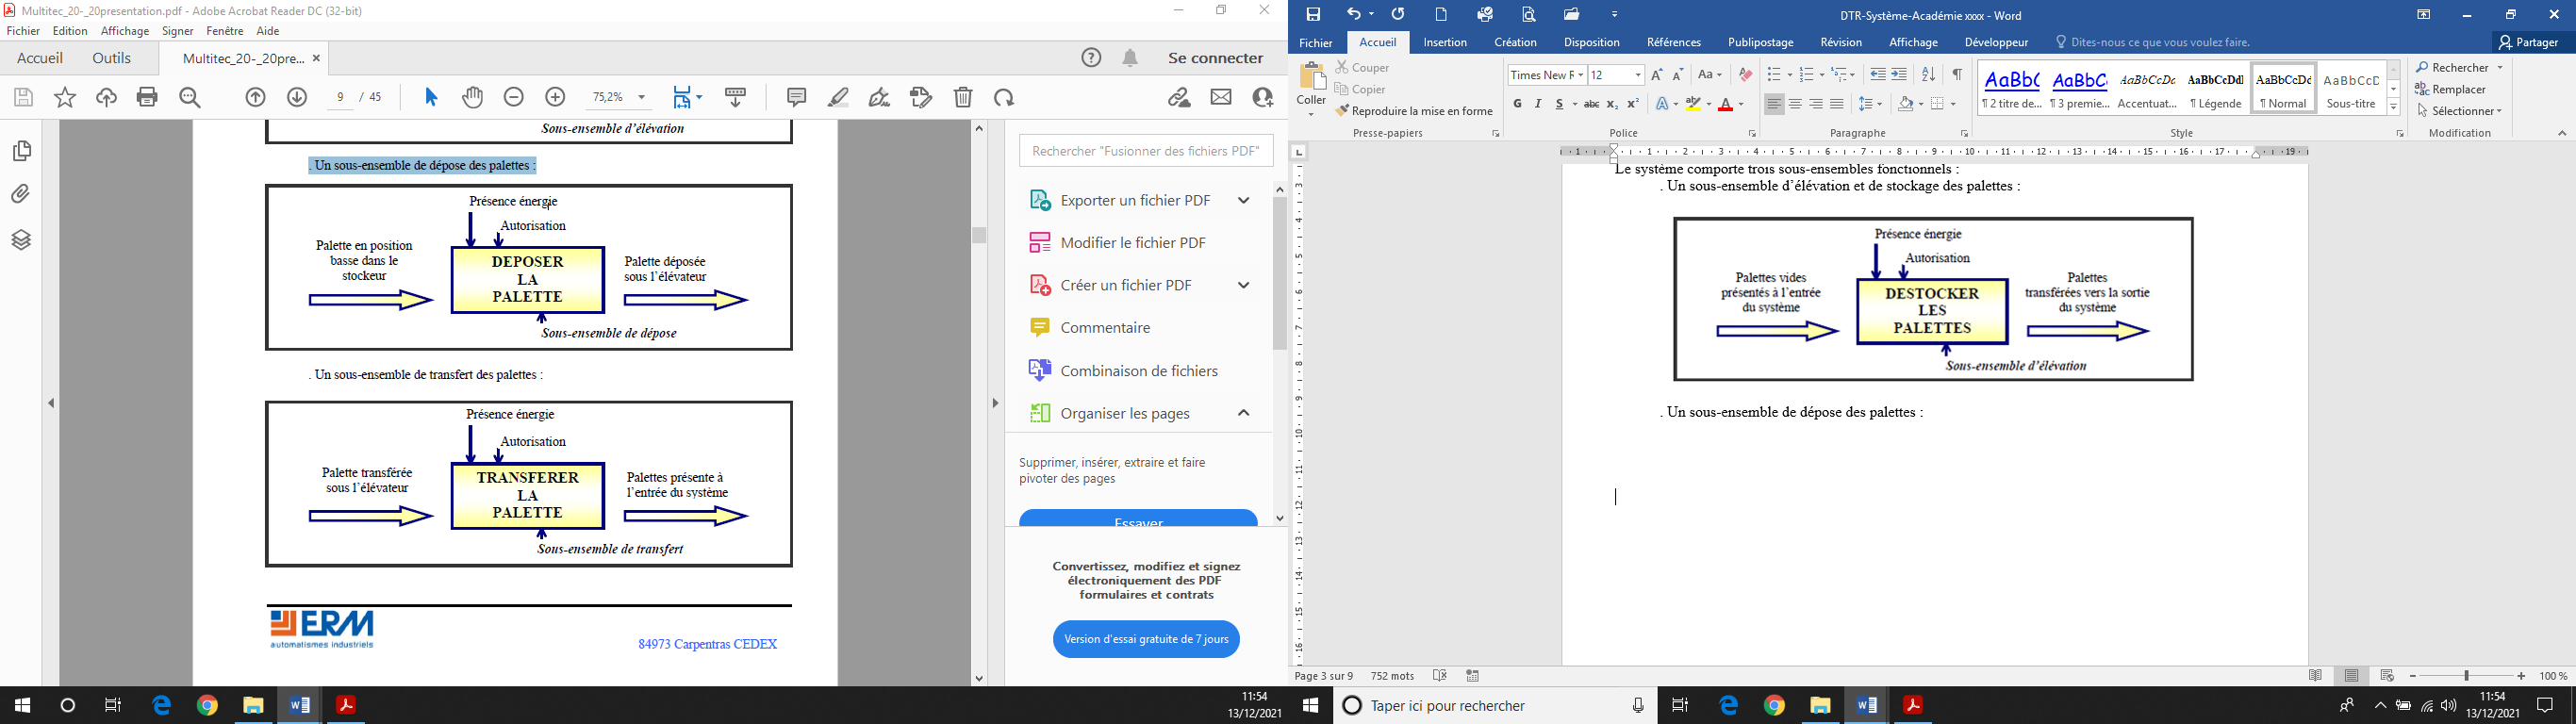 Multitec_20-_20presentation.pdf - Adobe Acrobat Reader DC (32-bit)
Fichier Edition Affichage Signer Fenêtre Aide
Accueil Outils Multitec_20-_20pre... × Se connecter
9 / 45 75,2%
Sous-ensemble d'élévation
. Un sous-ensemble de dépose des palettes :
Présence énergie
Autorisation
Palette en position
basse dans le
stockeur
DEPOSER
LA
PALETTE
Palette déposée
sous l'élévateur
Sous-ensemble de dépose
. Un sous-ensemble de transfert des palettes :
Présence énergie
Autorisation
Palette transférée
sous l'élévateur
TRANSFERER
LA
PALETTE
Palettes présente à
l'entrée du système
Sous-ensemble de transfert
ERM
automatismes industriels
84973 Carpentras CEDEX
Rechercher "Fusionner des fichiers PDF"
Exporter un fichier PDF
Modifier le fichier PDF
Créer un fichier PDF
Commentaire
Combinaison de fichiers
Organiser les pages
Supprimer, insérer, extraire et faire
pivoter des pages
Essayer
Convertissez, modifiez et signez
électroniquement des PDF
formulaires et contrats
Version d'essai gratuite de 7 jours
11:54
13/12/2021
DTR-Système-Académie xxxx - Word
Fichier Accueil Insertion Création Disposition Références Publipostage Révision Affichage Développeur Dites-nous ce que vous voulez faire. Partager
Coller
Couper
Copier
Reproduire la mise en forme
Presse-papiers
Times New R 12
G I S abc x₂ x²
Police
Paragraphe
AaBbC AaBbC AaBbCcDc AaBbCcDd AaBbCcDd AaBbCcD
¶ 2 titre de... ¶ 3 premie... Accentuat... ¶ Légende ¶ Normal Sous-titre
Style
Rechercher
Remplacer
Sélectionner
Modification
Le système comporte trois sous-ensembles fonctionnels :
. Un sous-ensemble d'élévation et de stockage des palettes :
Présence énergie
Autorisation
Palettes vides
présentés à l'entrée
du système
DESTOCKER
LES
PALETTES
Palettes
transférées vers la sortie
du système
Sous-ensemble d'élévation
. Un sous-ensemble de dépose des palettes :
Page 3 sur 9 752 mots 100 %
Taper ici pour rechercher
11:54
13/12/2021